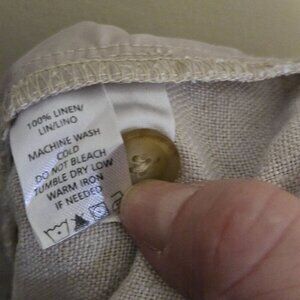 100% LINEN/
LIN/LINO
MACHINE WASH
COLD
DO NOT BLEACH
TUMBLE DRY LOW
WARM IRON
IF NEEDED